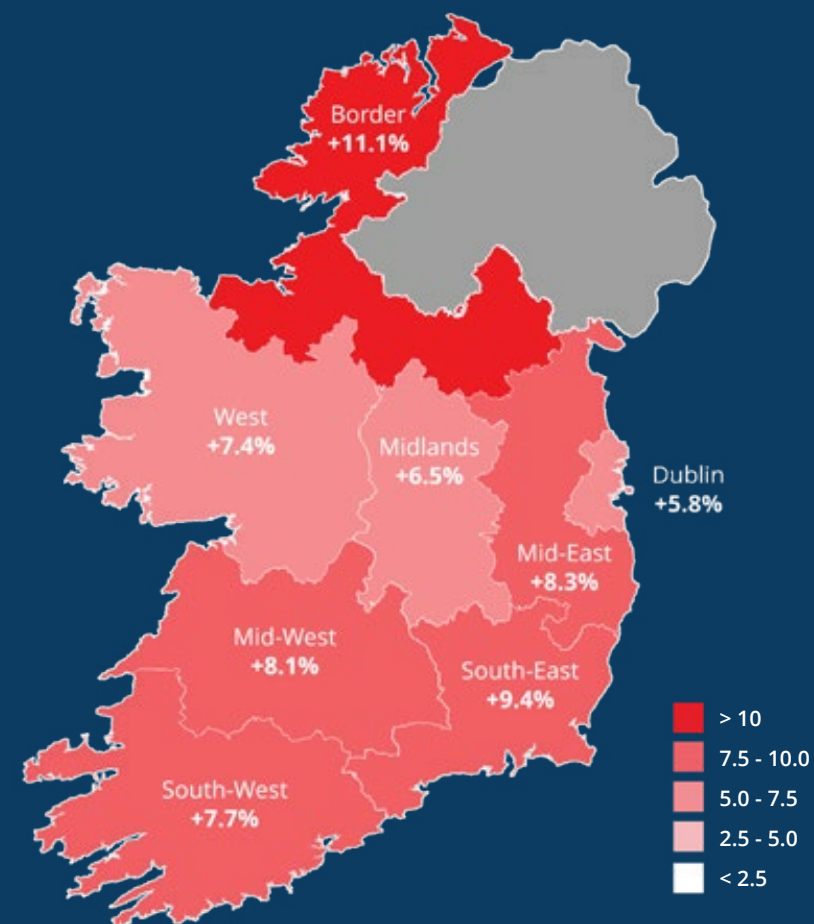 Border
+11.1%
West
+7.4%
Midlands
+6.5%
Dublin
+5.8%
Mid-East
+8.3%
Mid-West
+8.1%
South-East
+9.4%
South-West
+7.7%
> 10
7.5 - 10.0
5.0 - 7.5
2.5 - 5.0
< 2.5